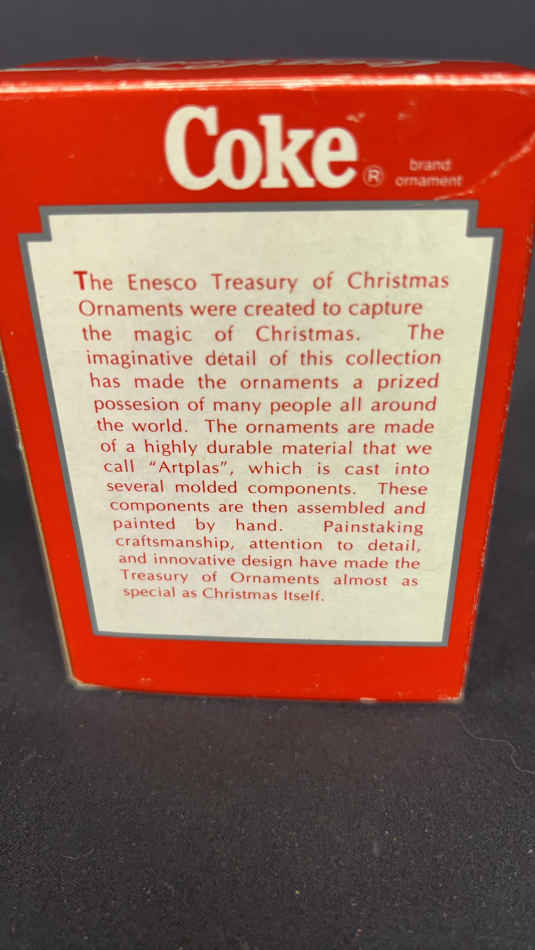 Coke ®
brand
ornament
The Enesco Treasury of Christmas
Ornaments were created to capture
the magic of Christmas. The
imaginative detail of this collection
has made the ornaments a prized
possesion of many people all around
the world. The ornaments are made
of a highly durable material that we
call "Artplas", which is cast into
several molded components. These
components are then assembled and
painted by hand. Painstaking
craftsmanship, attention to detail,
and innovative design have made the
Treasury of Ornaments almost as
special as Christmas Itself.